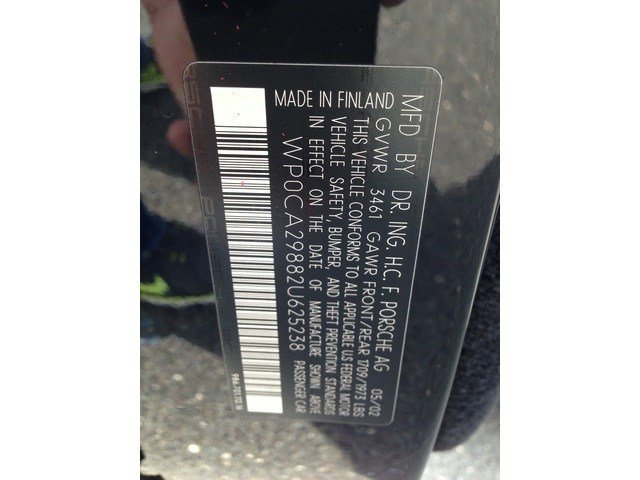 MFD BY DR. ING. H.C. F. PORSCHE AG 05/02
GVWR 3461 GAWR FRONT/REAR 1709/1973 LBS
THIS VEHICLE CONFORMS TO ALL APPLICABLE US FEDERAL MOTOR
VEHICLE SAFETY, BUMPER, AND THEFT PREVENTION STANDARDS
IN EFFECT ON THE DATE OF MANUFACTURE SHOWN ABOVE
MADE IN FINLAND
WP0CA29882U625238 PASSENGER CAR